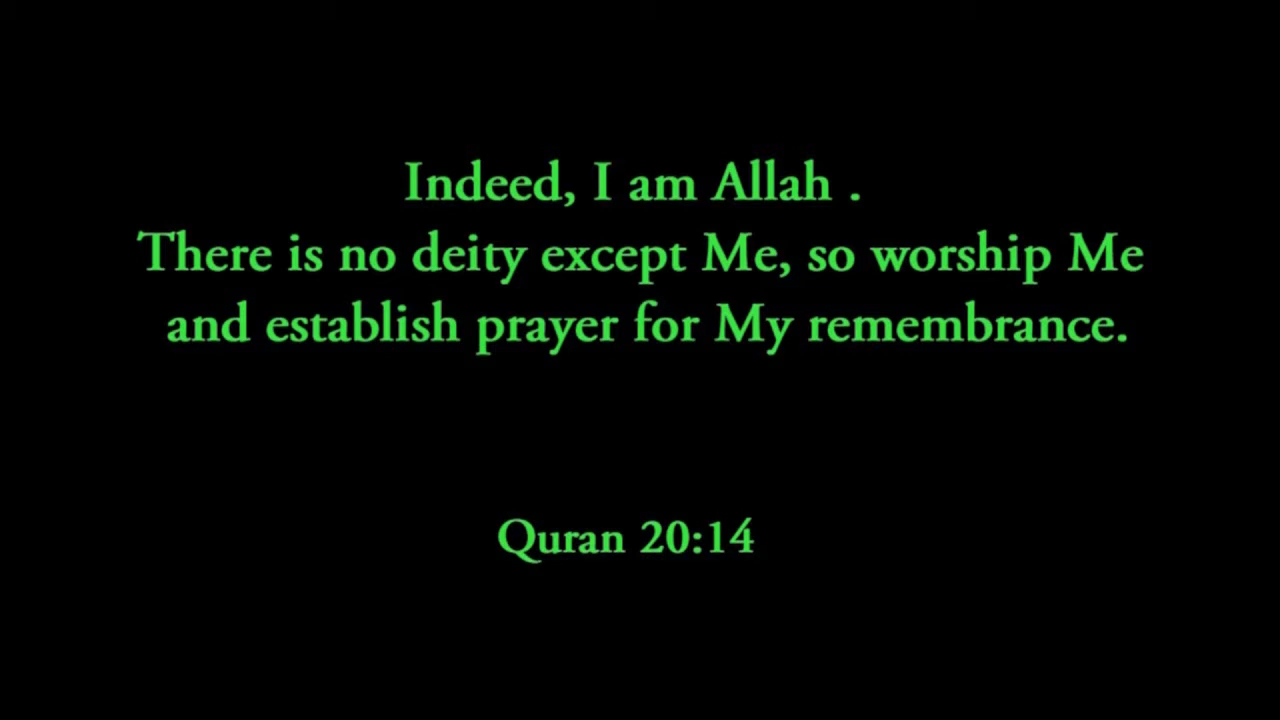 Indeed, I am Allah .
There is no deity except Me, so worship Me
and establish prayer for My remembrance.
Quran 20:14